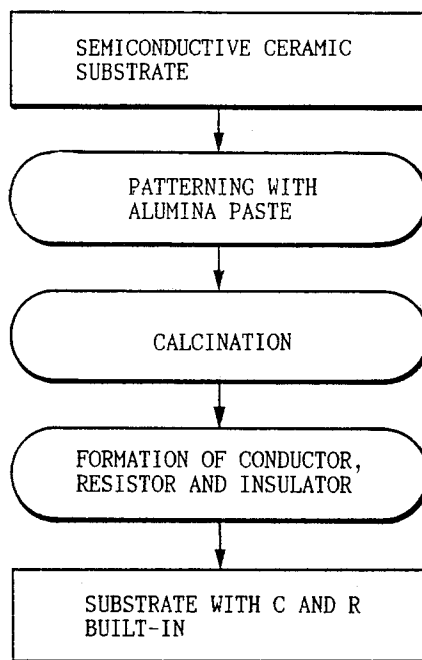 SEMICONDUCTIVE CERAMIC
SUBSTRATE
PATTERNING WITH
ALUMINA PASTE
CALCINATION
FORMATION OF CONDUCTOR,
RESISTOR AND INSULATOR
SUBSTRATE WITH C AND R
BUILT-IN